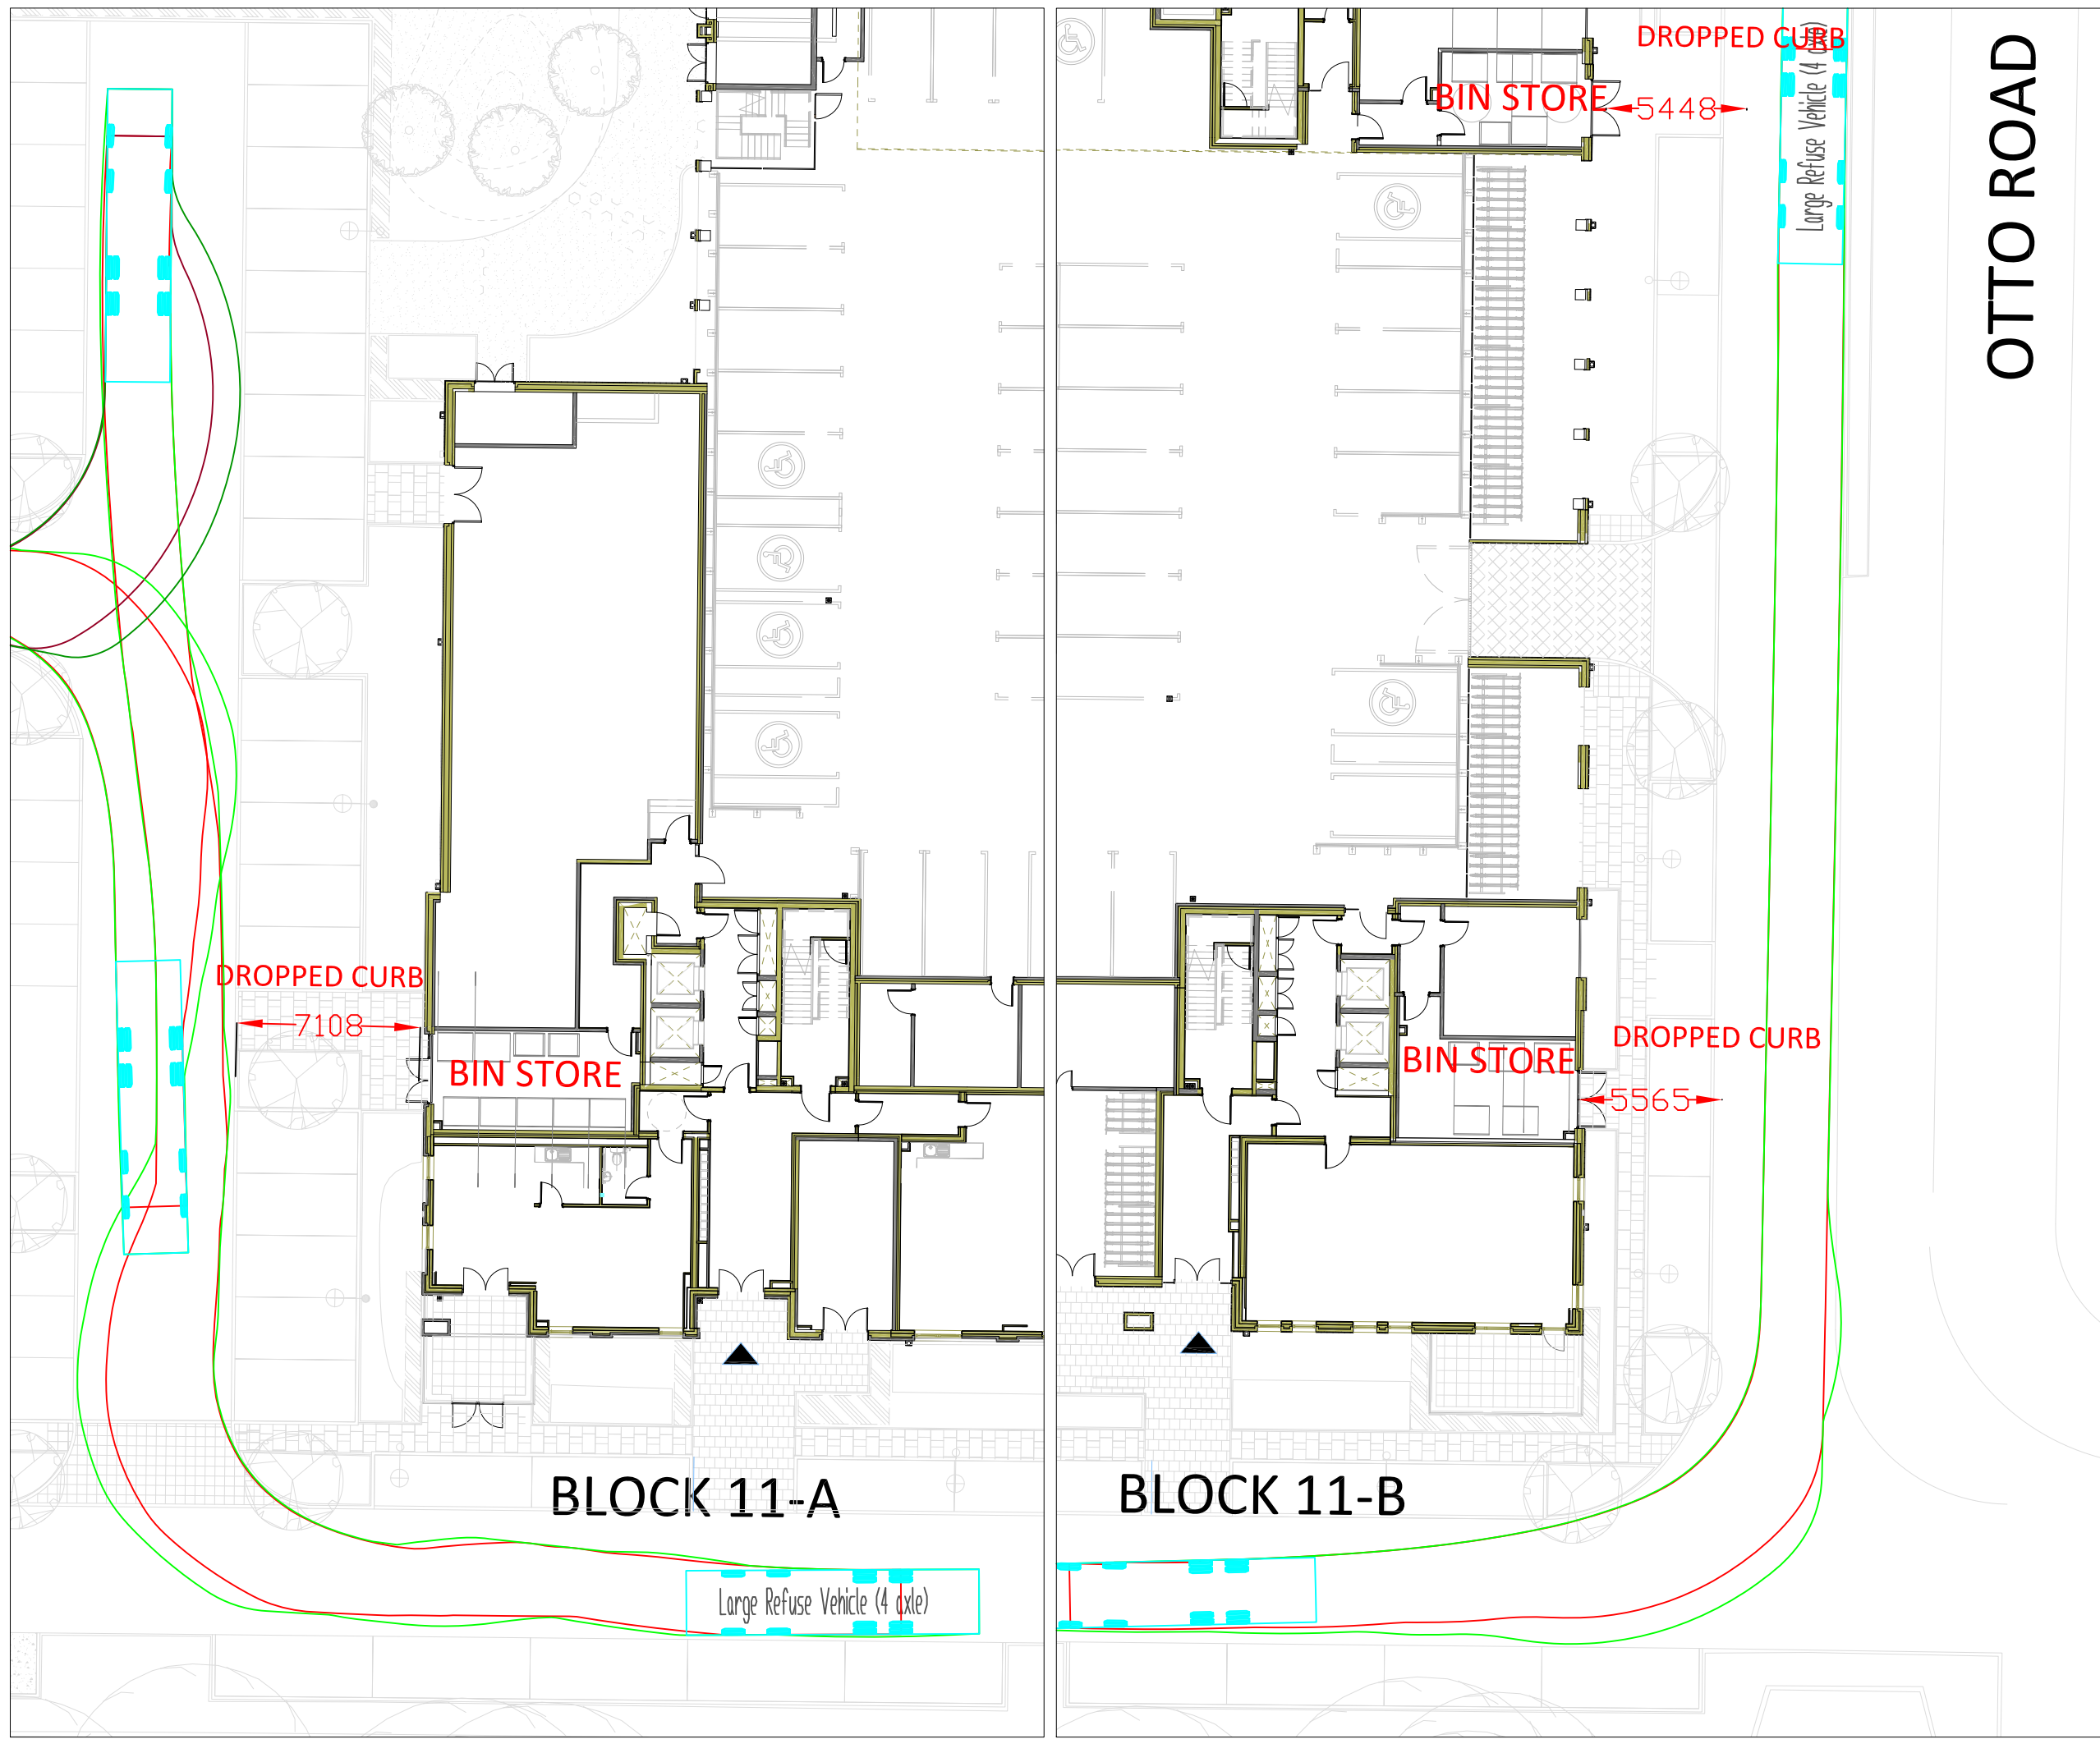 DROPPED CURB
7108
BIN STORE
BLOCK 11-A
Large Refuse Vehicle (4 axle)
DROPPED CURB
Large Refuse Vehicle (4 axle)
BIN STORE
5448
OTTO ROAD
DROPPED CURB
BIN STORE
5565
BLOCK 11-B